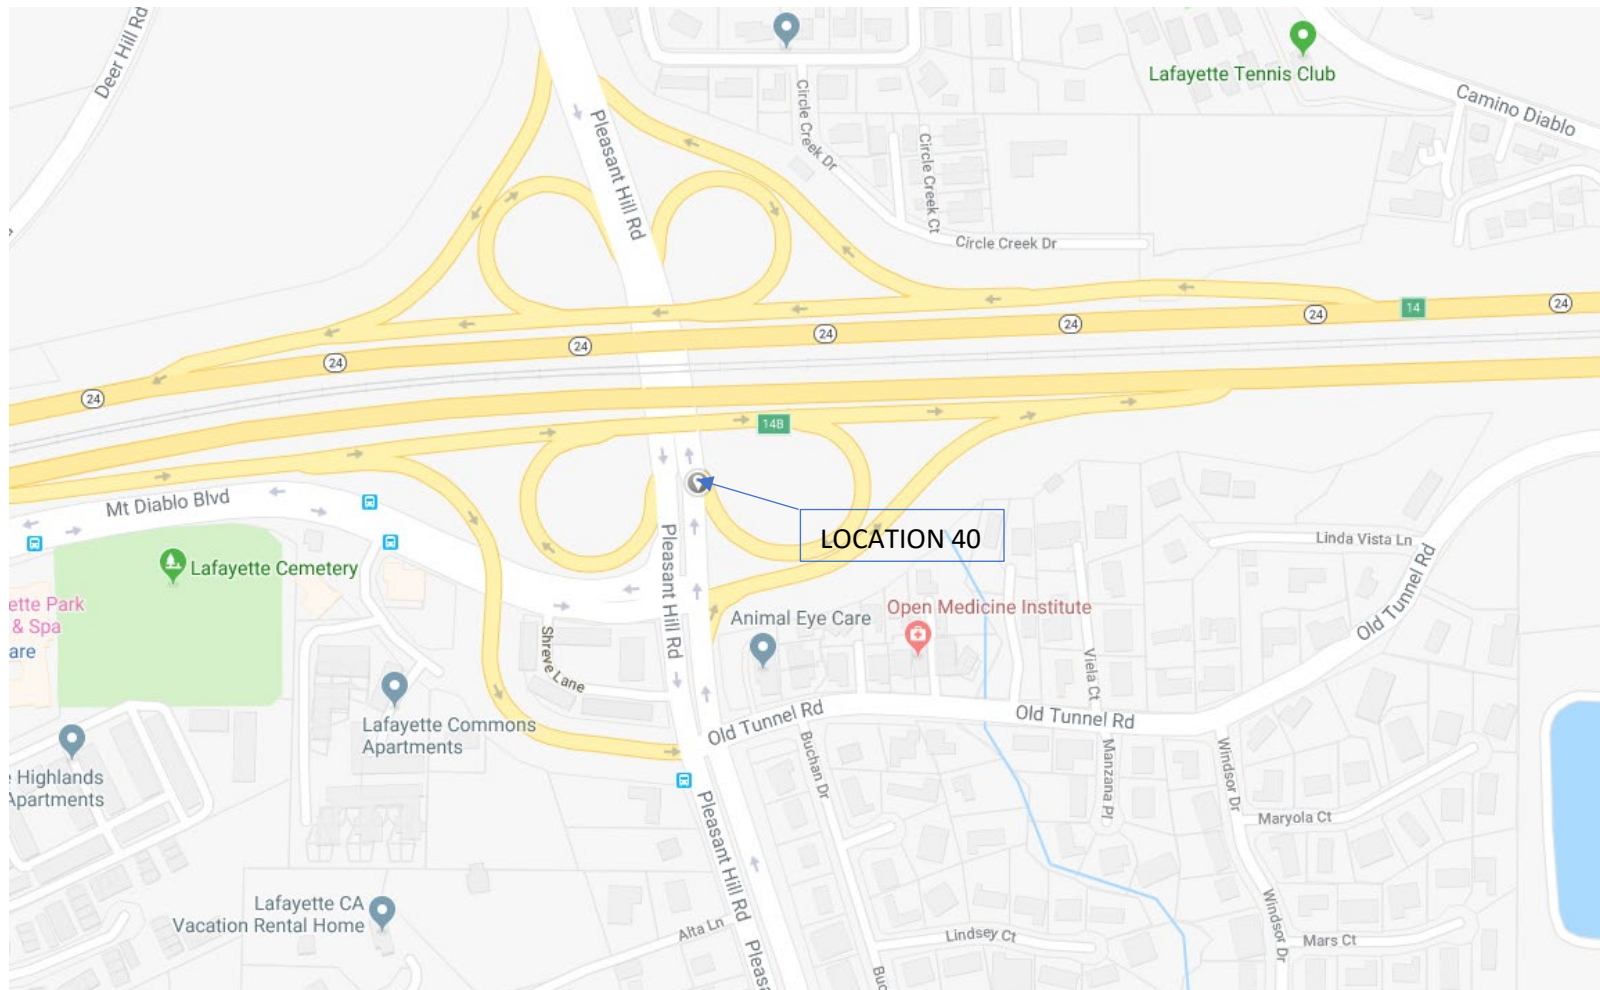 Deer Hill Rd
Pleasant Hill Rd
Circle Creek Dr
Circle Creek Ct
Circle Creek Dr
Lafayette Tennis Club
Camino Diablo
14
24
24
24
24
24
24
24
14B
Mt Diablo Blvd
LOCATION 40
Lafayette Cemetery
ette Park
& Spa
are
Pleasant Hill Rd
Shreve Lane
Animal Eye Care
Open Medicine Institute
Linda Vista Ln
Old Tunnel Rd
Viela Ct
Old Tunnel Rd
Old Tunnel Rd
Lafayette Commons
Apartments
Highlands
Apartments
Buchan Dr
Manzana Pl
Windsor Dr
Maryola Ct
Pleasant Hill Rd
Lafayette CA
Vacation Rental Home
Alta Ln
Lindsey Ct
Windsor Dr
Mars Ct
Pleasa
Buc